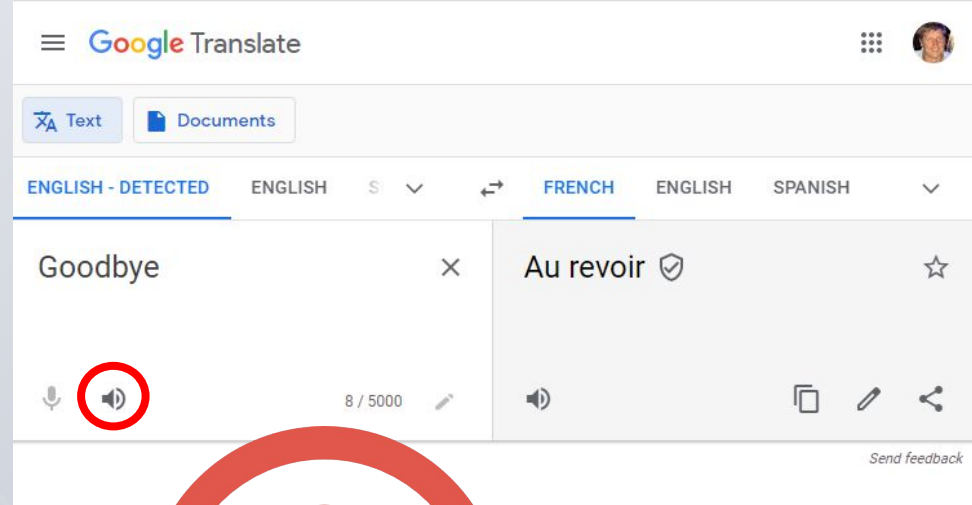 Google Translate
Text Documents
ENGLISH - DETECTED ENGLISH S FRENCH ENGLISH SPANISH
Goodbye Au revoir
8 / 5000
Send feedback